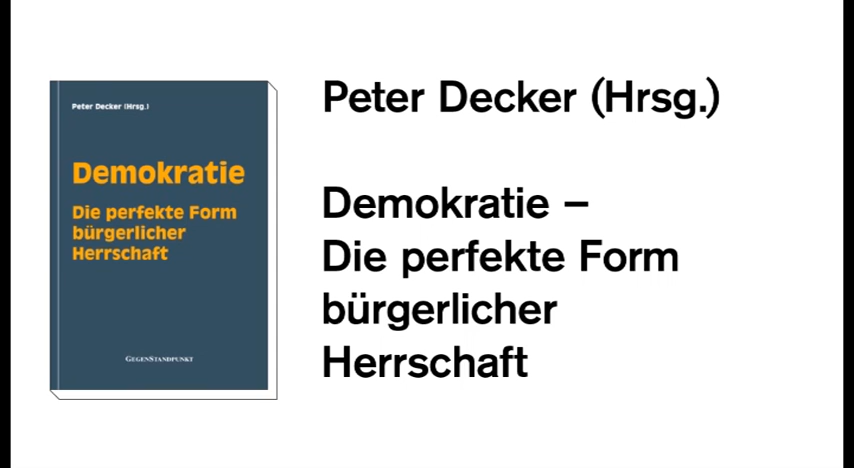 Peter Decker (Hrsg.)
Demokratie
Die perfekte Form
bürgerlicher
Herrschaft
GEGENSTANDPUNKT
Peter Decker (Hrsg.)
Demokratie –
Die perfekte Form
bürgerlicher
Herrschaft